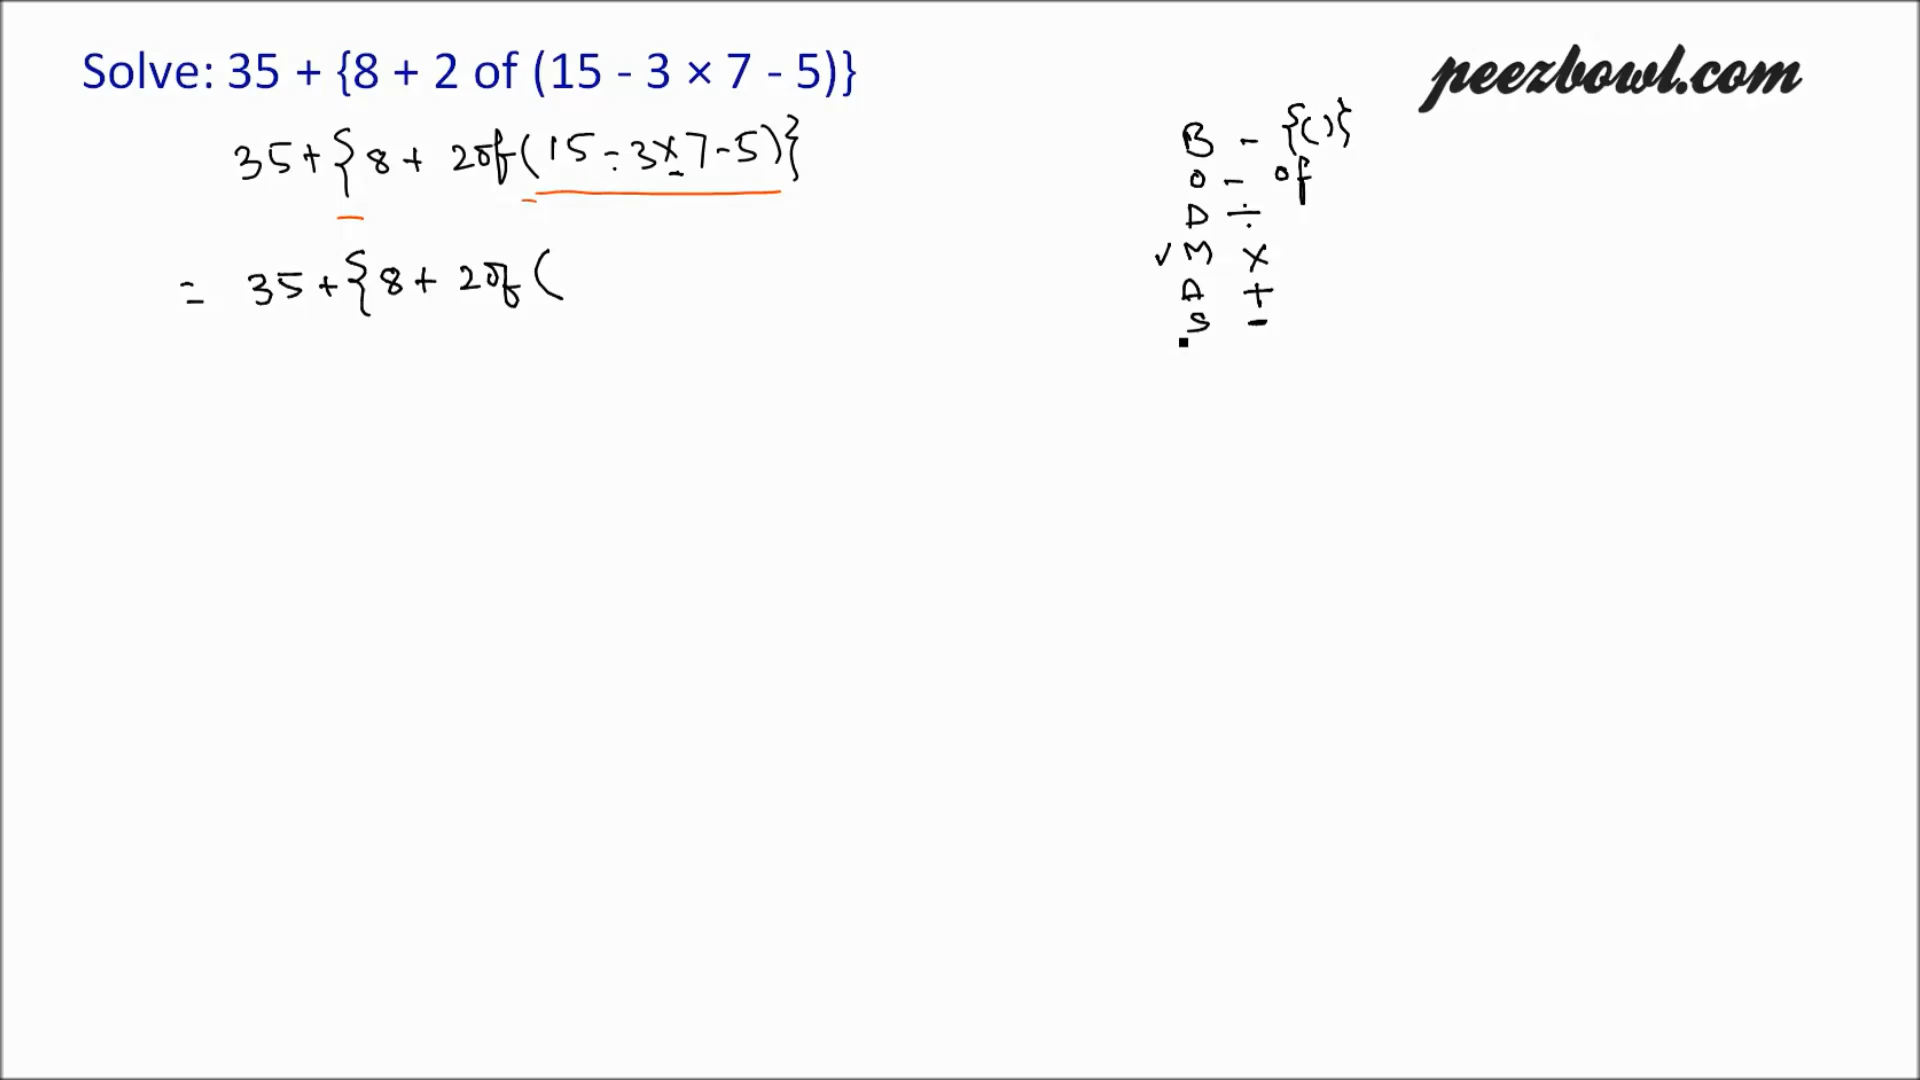 Solve: 35 + {8 + 2 of (15 - 3 × 7 - 5)}
peezbowl.com
35+{8+ 2of(15-3×7-5)}
= 35+{8+ 2of(
B - {()}
O - of
D ÷
✓ M ×
A +
S -